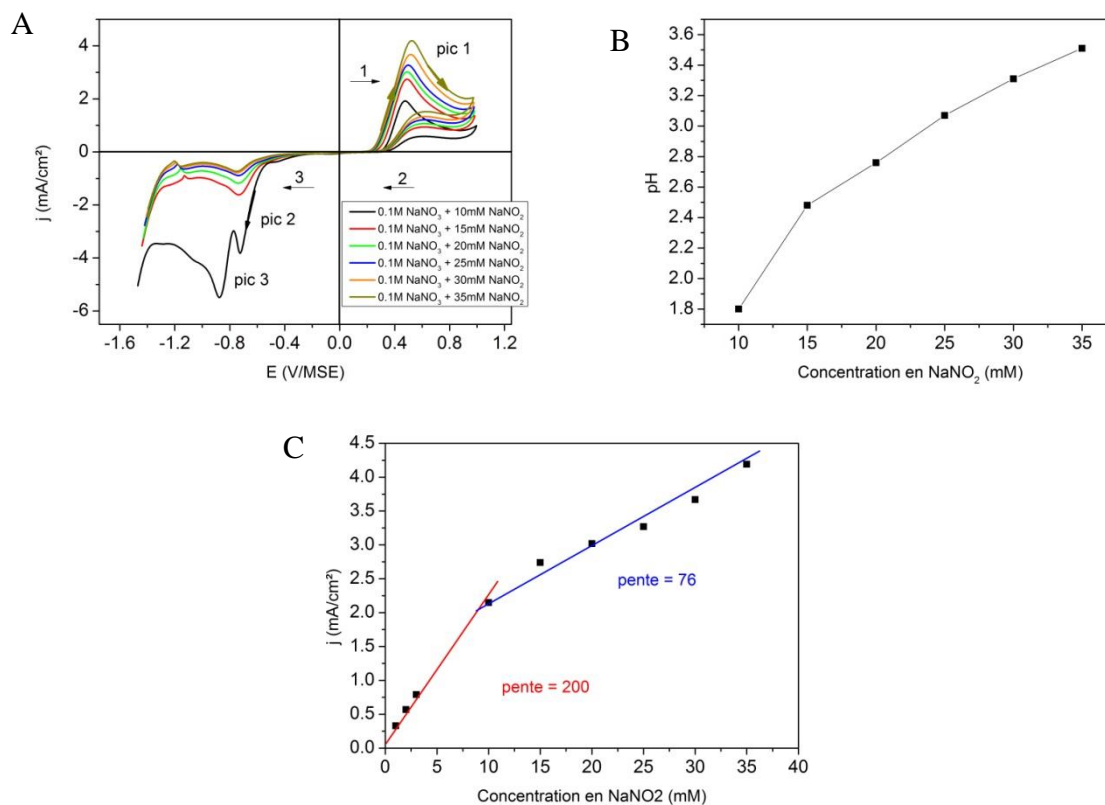 A
j (mA/cm²)
4
2
0
-2
-4
-6
-1.6
-1.2
-0.8
-0.4
0.0
0.4
0.8
1.2
E (V/MSE)
pic 1
1
2
3
pic 2
pic 3
0.1M NaNO₃ + 10mM NaNO₂
0.1M NaNO₃ + 15mM NaNO₂
0.1M NaNO₃ + 20mM NaNO₂
0.1M NaNO₃ + 25mM NaNO₂
0.1M NaNO₃ + 30mM NaNO₂
0.1M NaNO₃ + 35mM NaNO₂
B
pH
3.6
3.4
3.2
3.0
2.8
2.6
2.4
2.2
2.0
1.8
10
15
20
25
30
35
Concentration en NaNO₂ (mM)
C
j (mA/cm²)
4.5
4.0
3.5
3.0
2.5
2.0
1.5
1.0
0.5
0.0
0
5
10
15
20
25
30
35
40
pente = 76
pente = 200
Concentration en NaNO2 (mM)